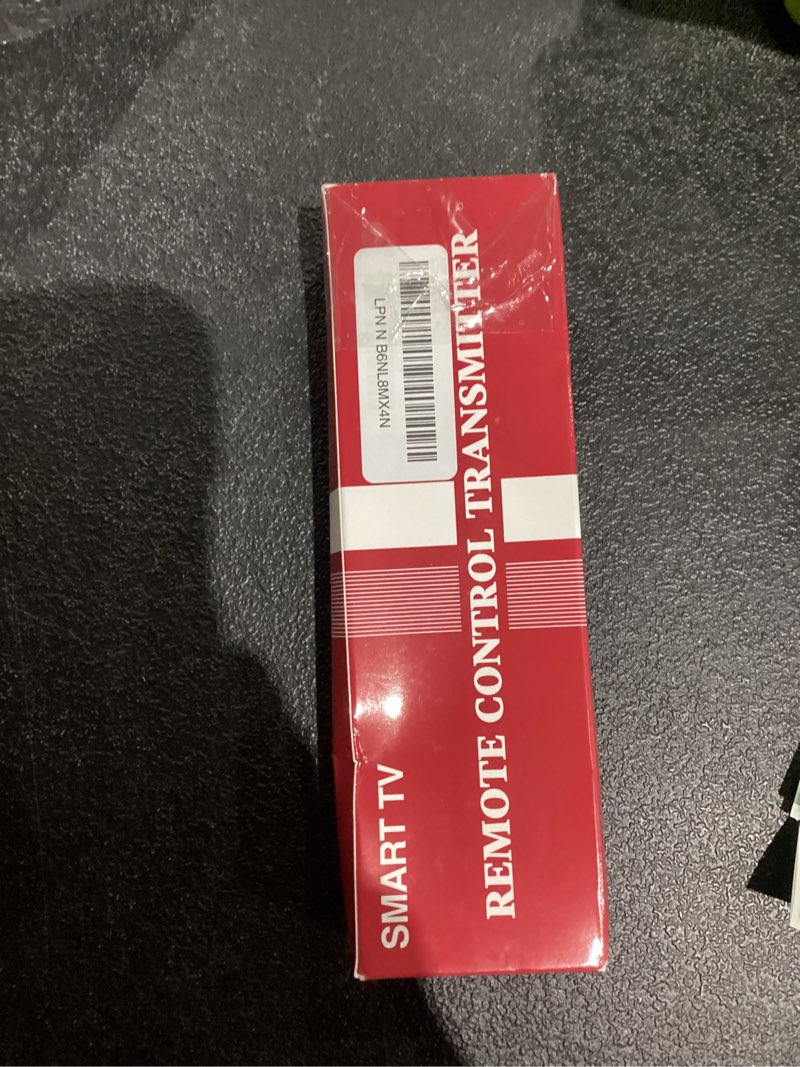 LPN N B6NL8MX4N
SMART TV
REMOTE CONTROL TRANSMITTER